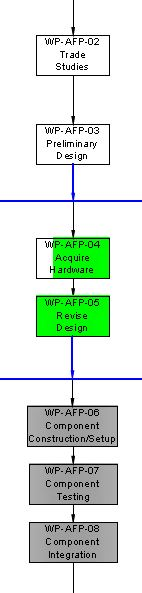 WP-AFP-02
Trade
Studies
WP-AFP-03
Preliminary
Design
WP-AFP-04
Acquire
Hardware
WP-AFP-05
Revise
Design
WP-AFP-06
Component
Construction/Setup
WP-AFP-07
Component
Testing
WP-AFP-08
Component
Integration